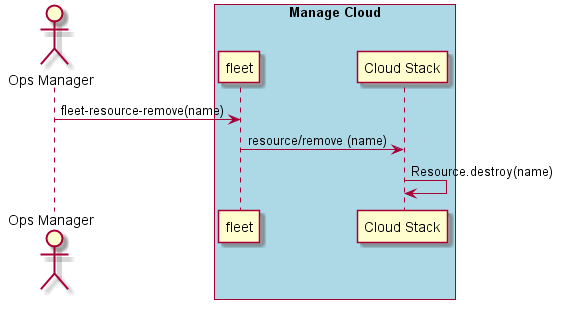 Manage Cloud
Ops Manager
fleet
Cloud Stack
fleet-resource-remove(name)
resource/remove (name)
Resource.destroy(name)
Ops Manager
fleet
Cloud Stack